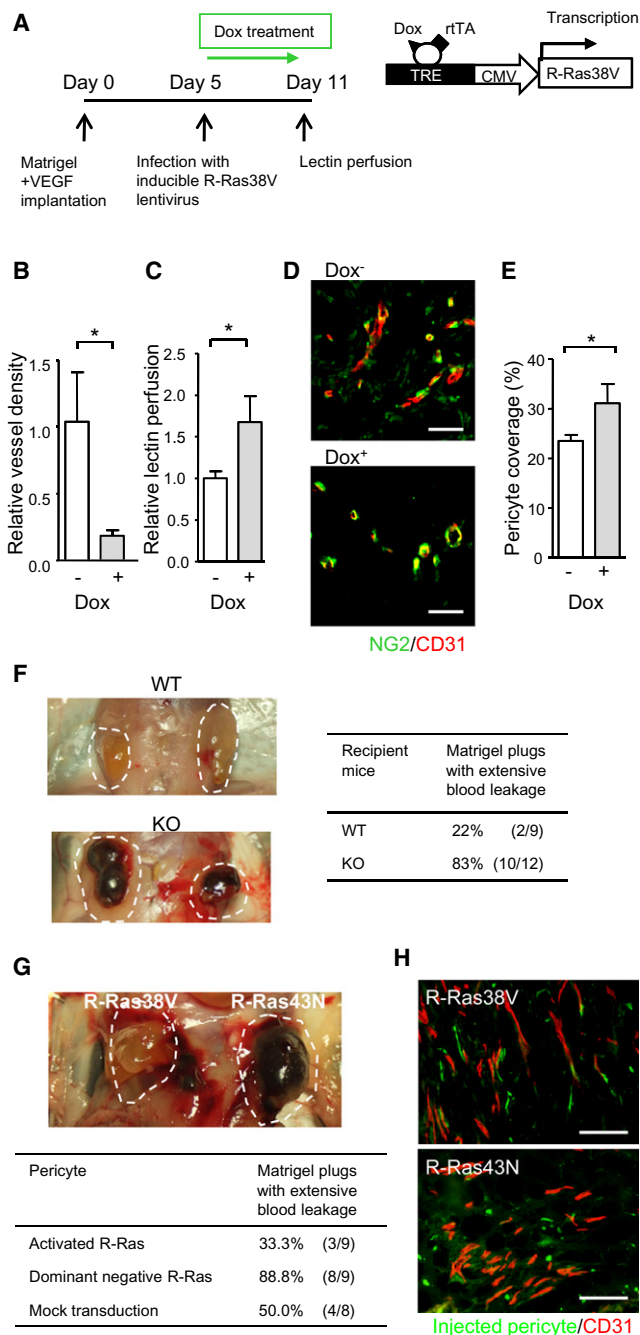 A
Dox treatment
Day 0
Day 5
Day 11
Matrigel
+VEGF
implantation
Infection with
inducible R-Ras38V
lentivirus
Lectin perfusion
Dox
rtTA
Transcription
TRE
CMV
R-Ras38V
B
Relative vessel density
1.5
1.0
0.5
0.0
*
-
+
Dox
C
Relative lectin perfusion
2.5
2.0
1.5
1.0
0.5
0.0
*
-
+
Dox
D
Dox-
Dox+
NG2/CD31
E
Pericyte coverage (%)
40
30
20
10
0
*
-
+
Dox
F
WT
KO
Recipient
mice
Matrigel plugs
with extensive
blood leakage
WT 22% (2/9)
KO 83% (10/12)
G
R-Ras38V
R-Ras43N
Pericyte
Matrigel plugs
with extensive
blood leakage
Activated R-Ras 33.3% (3/9)
Dominant negative R-Ras 88.8% (8/9)
Mock transduction 50.0% (4/8)
H
R-Ras38V
R-Ras43N
Injected pericyte/CD31